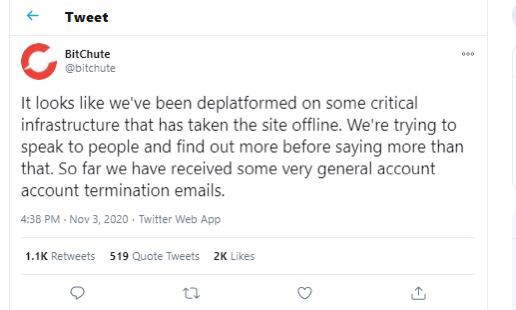 Tweet
BitChute
@bitchute
It looks like we've been deplatformed on some critical
infrastructure that has taken the site offline. We're trying to
speak to people and find out more before saying more than
that. So far we have received some very general account
account termination emails.
4:38 PM · Nov 3, 2020 · Twitter Web App
1.1K Retweets 519 Quote Tweets 2K Likes